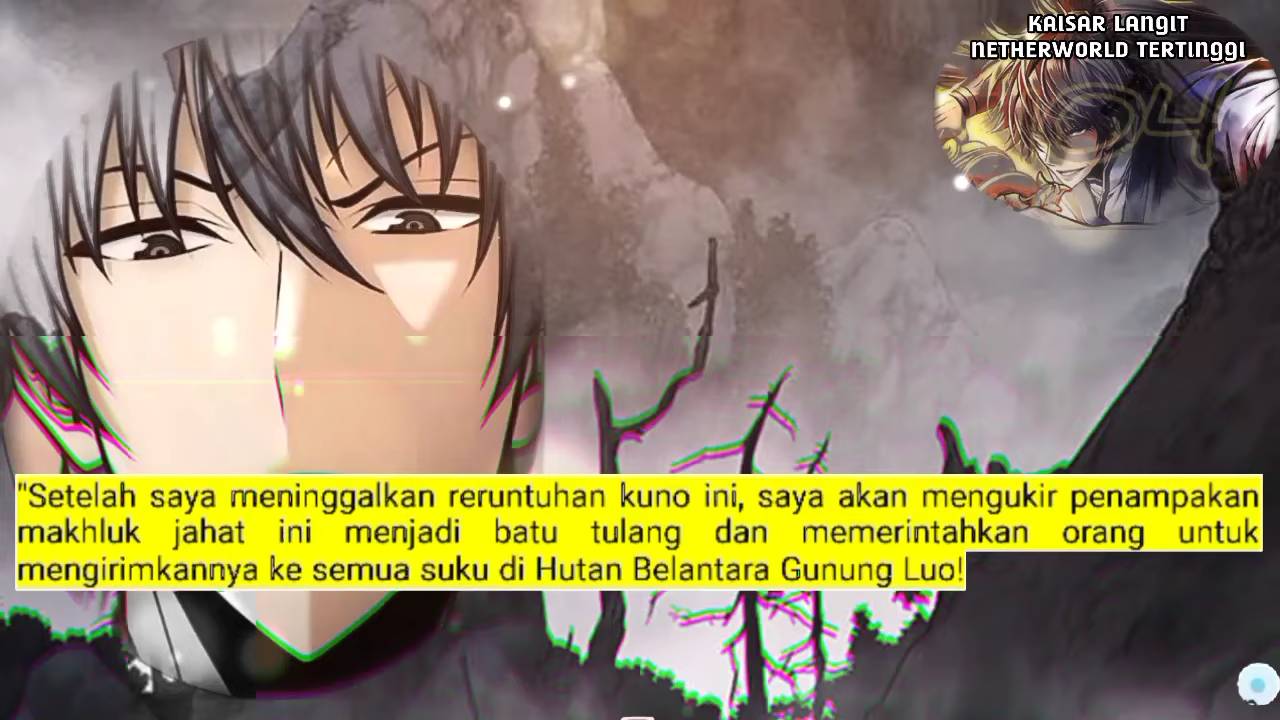 KAISAR LANGIT
NETHERWORLD TERTINGGI
"Setelah saya meninggalkan reruntuhan kuno ini, saya akan mengukir penampakan
makhluk jahat ini menjadi batu tulang dan memerintahkan orang untuk
mengirimkannya ke semua suku di Hutan Belantara Gunung Luo!